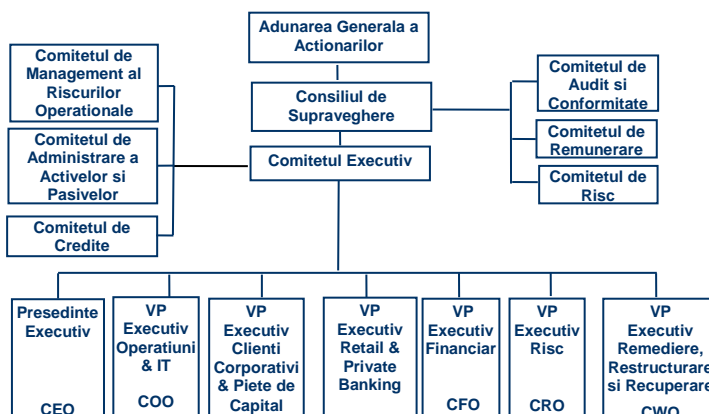 Adunarea Generala a
Actionarilor
Comitetul de
Management al
Riscurilor
Operationale
Consiliul de
Supraveghere
Comitetul de
Audit si
Conformitate
Comitetul de
Remunerare
Comitetul de
Risc
Comitetul de
Administrare a
Activelor si
Pasivelor
Comitetul Executiv
Comitetul de
Credite
Presedinte
Executiv
CEO
VP
Executiv
Operatiuni
& IT
COO
VP
Executiv
Clienti
Corporativi
& Piete de
Capital
VP
Executiv
Retail &
Private
Banking
VP
Executiv
Financiar
CFO
VP
Executiv
Risc
CRO
VP
Executiv
Remediere,
Restructurare
si Recuperare
CWO